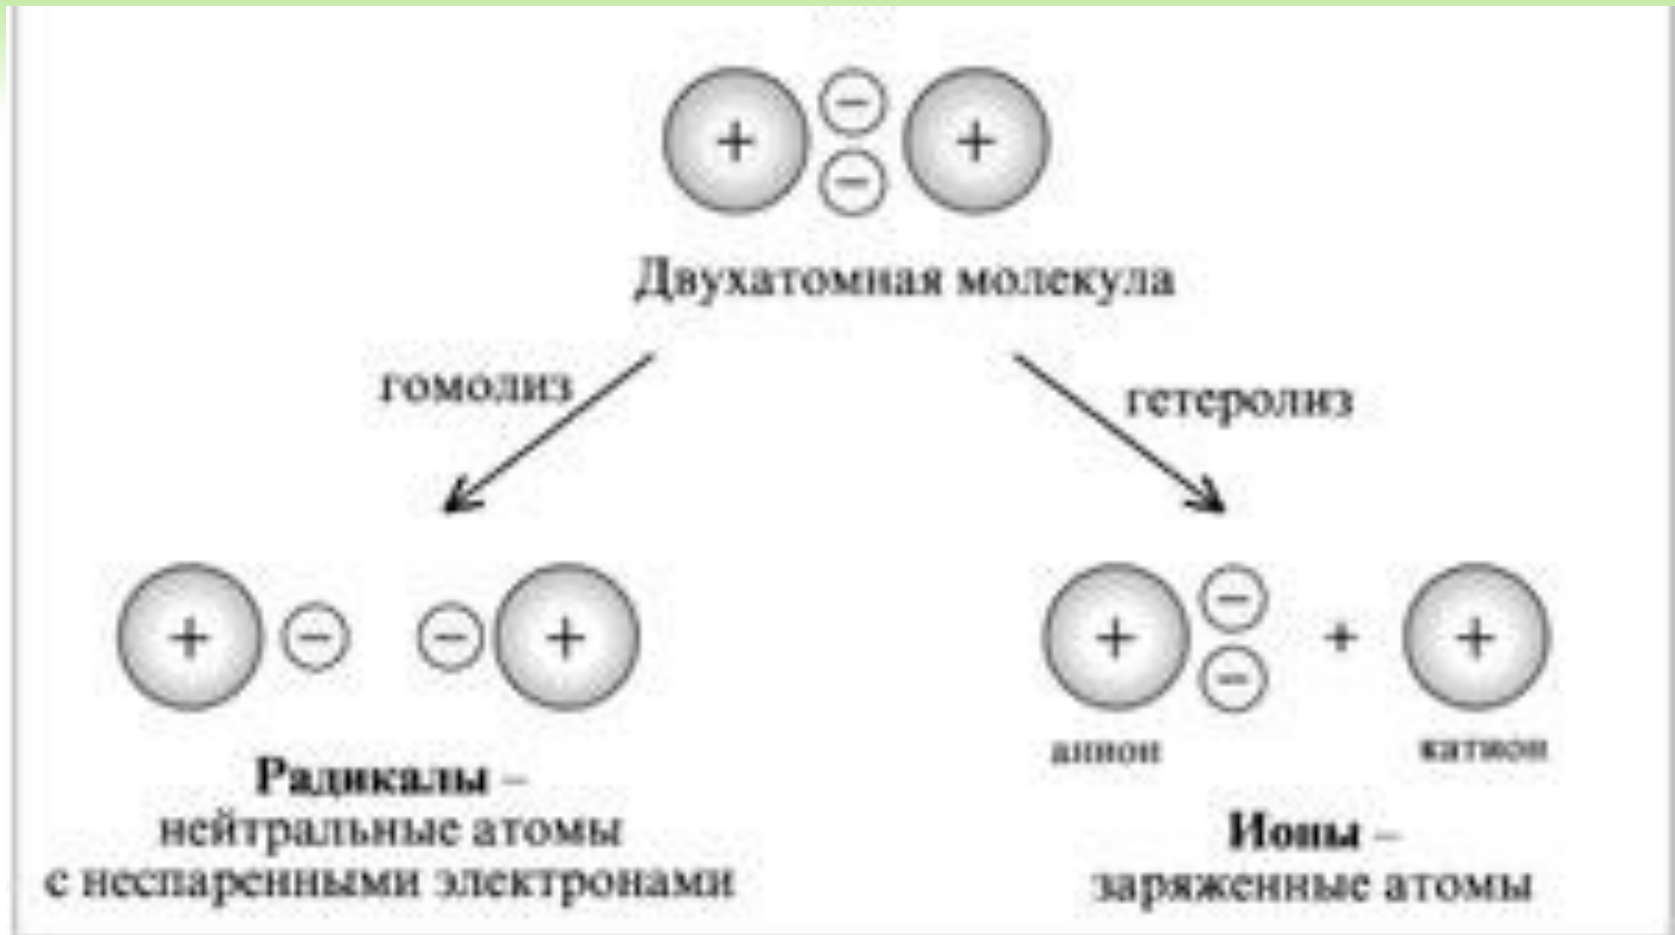 Двухатомная молекула
гомолиз
гетеролиз
анион
катион
Радикалы –
нейтральные атомы
с неспаренными электронами
Ионы –
заряженные атомы